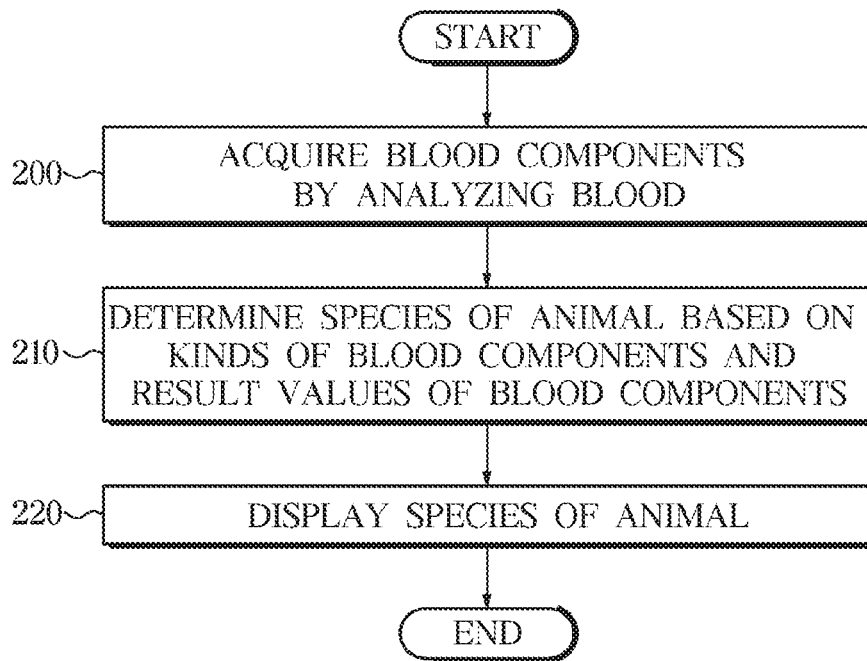 START
200
ACQUIRE BLOOD COMPONENTS
BY ANALYZING BLOOD
210
DETERMINE SPECIES OF ANIMAL BASED ON
KINDS OF BLOOD COMPONENTS AND
RESULT VALUES OF BLOOD COMPONENTS
220
DISPLAY SPECIES OF ANIMAL
END